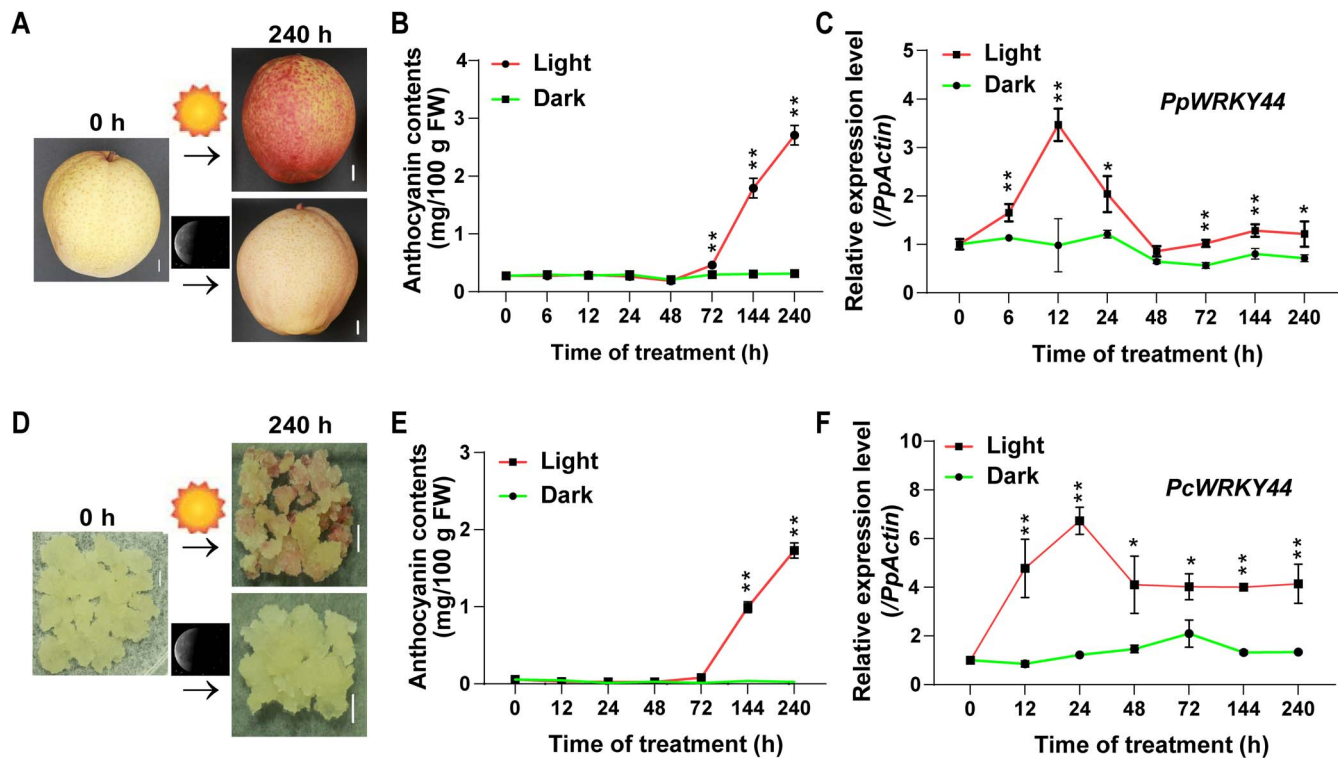 A
0 h
240 h
B
Anthocyanin contents
(mg/100 g FW)
4
3
2
1
0
Light
Dark
**
**
**
0 6 12 24 48 72 144 240
Time of treatment (h)
C
Relative expression level
(/PpActin)
5
4
3
2
1
0
Light
Dark
PpWRKY44
**
**
*
**
**
*
0 6 12 24 48 72 144 240
Time of treatment (h)
D
0 h
240 h
E
Anthocyanin contents
(mg/100 g FW)
3
2
1
0
Light
Dark
**
**
0 12 24 48 72 144 240
Time of treatment (h)
F
Relative expression level
(/PpActin)
10
8
6
4
2
0
Light
Dark
PcWRKY44
**
**
*
*
**
**
0 12 24 48 72 144 240
Time of treatment (h)